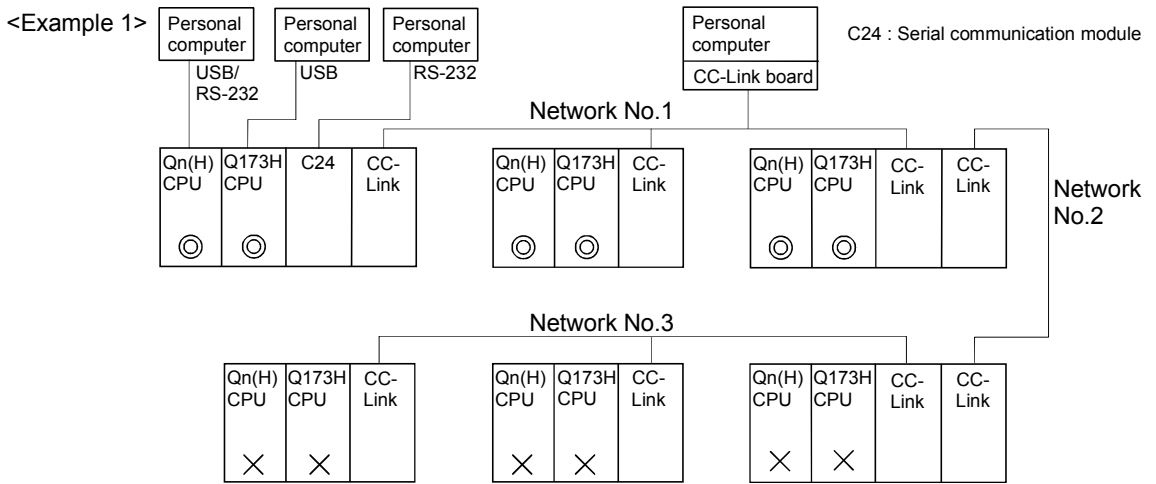 <Example 1>
Personal
computer
Personal
computer
Personal
computer
Personal
computer
CC-Link board
C24 : Serial communication module
USB/
RS-232
USB
RS-232
Network No.1
Qn(H)
CPU
Q173H
CPU
C24
CC-
Link
Qn(H)
CPU
Q173H
CPU
CC-
Link
Qn(H)
CPU
Q173H
CPU
CC-
Link
CC-
Link
Network
No.2
Network No.3
Qn(H)
CPU
Q173H
CPU
CC-
Link
Qn(H)
CPU
Q173H
CPU
CC-
Link
Qn(H)
CPU
Q173H
CPU
CC-
Link
CC-
Link